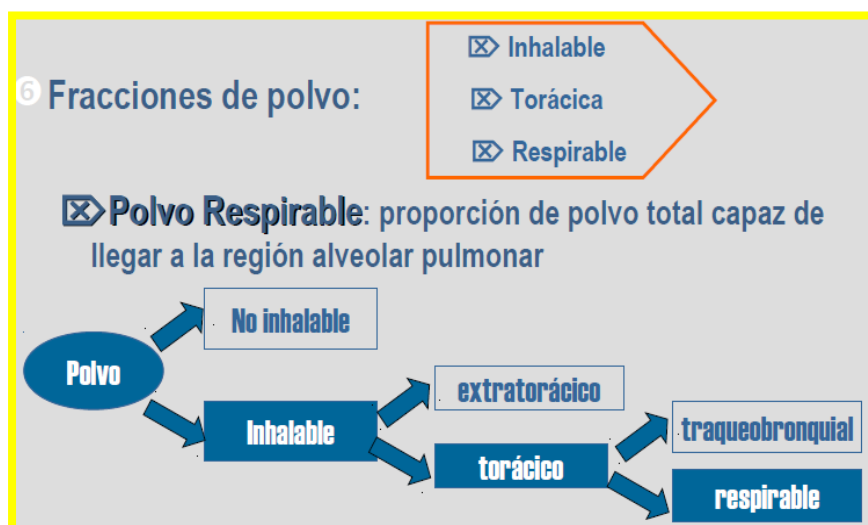 ❻ Fracciones de polvo:
⌦ Inhalable
⌦ Torácica
⌦ Respirable
⌦ Polvo Respirable: proporción de polvo total capaz de
llegar a la región alveolar pulmonar
Polvo
No inhalable
Inhalable
extratorácico
torácico
traqueobronquial
respirable